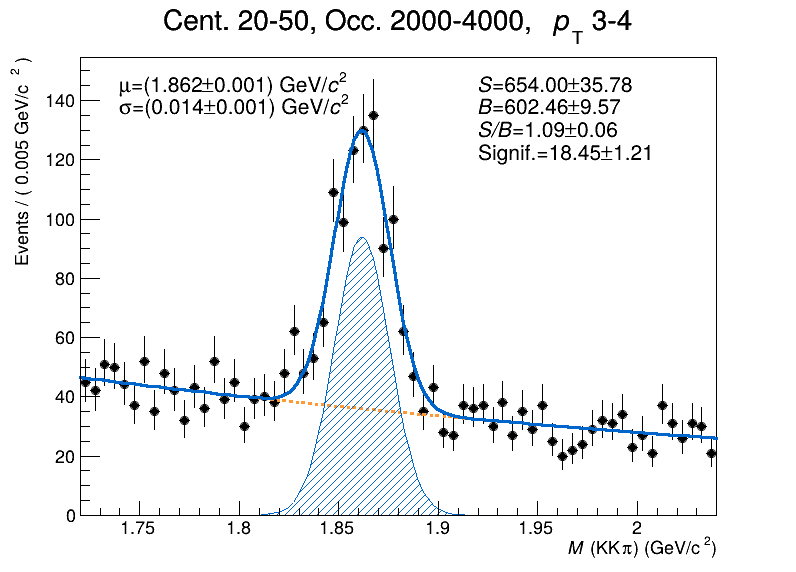 Cent. 20-50, Occ. 2000-4000, p_T 3-4
μ=(1.862±0.001) GeV/c²
σ=(0.014±0.001) GeV/c²
S=654.00±35.78
B=602.46±9.57
S/B=1.09±0.06
Signif.=18.45±1.21
Events / ( 0.005 GeV/c² )
140
120
100
80
60
40
20
0
1.75 1.8 1.85 1.9 1.95 2
M (KKπ) (GeV/c²)